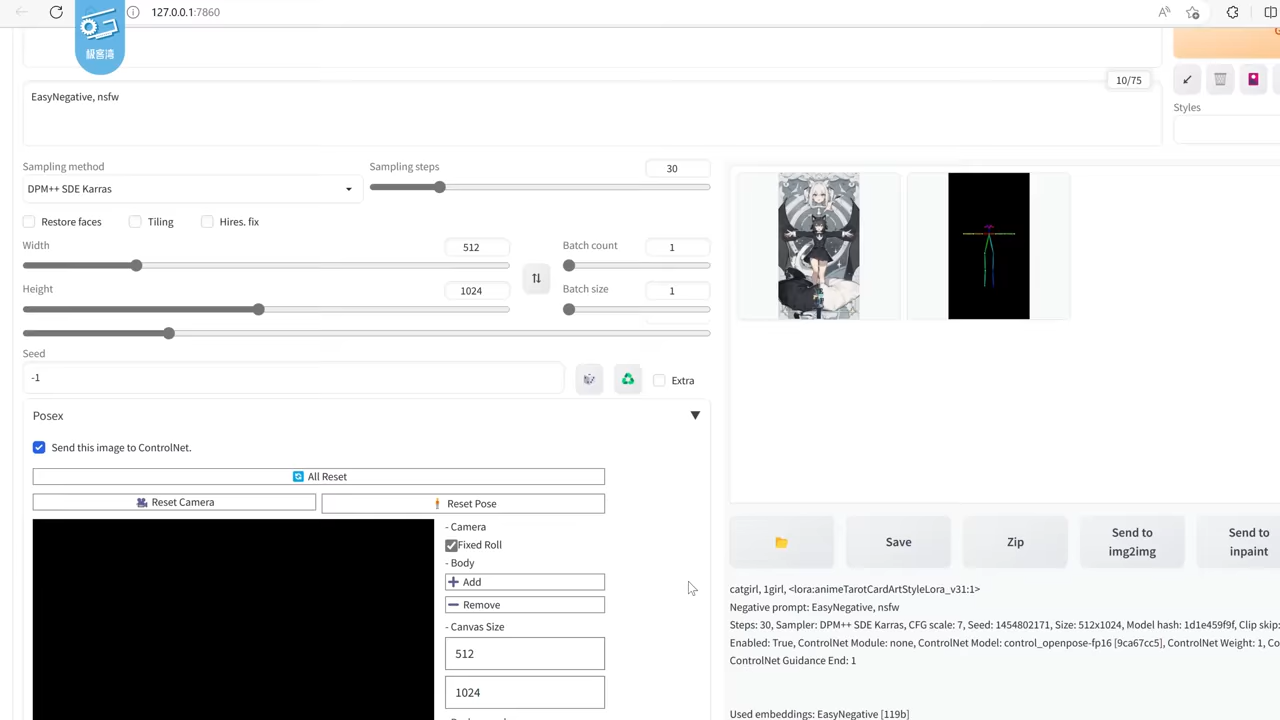 127.0.0.1:7860
极客湾
10/75
EasyNegative, nsfw
Styles
Sampling method
Sampling steps
30
DPM++ SDE Karras
Restore faces
Tiling
Hires. fix
Width
512
Batch count
1
Height
1024
Batch size
1
Seed
-1
Extra
Posex
Send this image to ControlNet.
All Reset
Reset Camera
Reset Pose
- Camera
Fixed Roll
- Body
Add
Remove
- Canvas Size
512
1024
Save
Zip
Send to
img2img
Send to
inpaint
catgirl, 1girl, <lora:animeTarotCardArtStyleLora_v31:1>
Negative prompt: EasyNegative, nsfw
Steps: 30, Sampler: DPM++ SDE Karras, CFG scale: 7, Seed: 1454802171, Size: 512x1024, Model hash: 1d1e459f9f, Clip skip:
Enabled: True, ControlNet Module: none, ControlNet Model: control_openpose-fp16 [9ca67cc5], ControlNet Weight: 1, Co
ControlNet Guidance End: 1
Used embeddings: EasyNegative [119b]